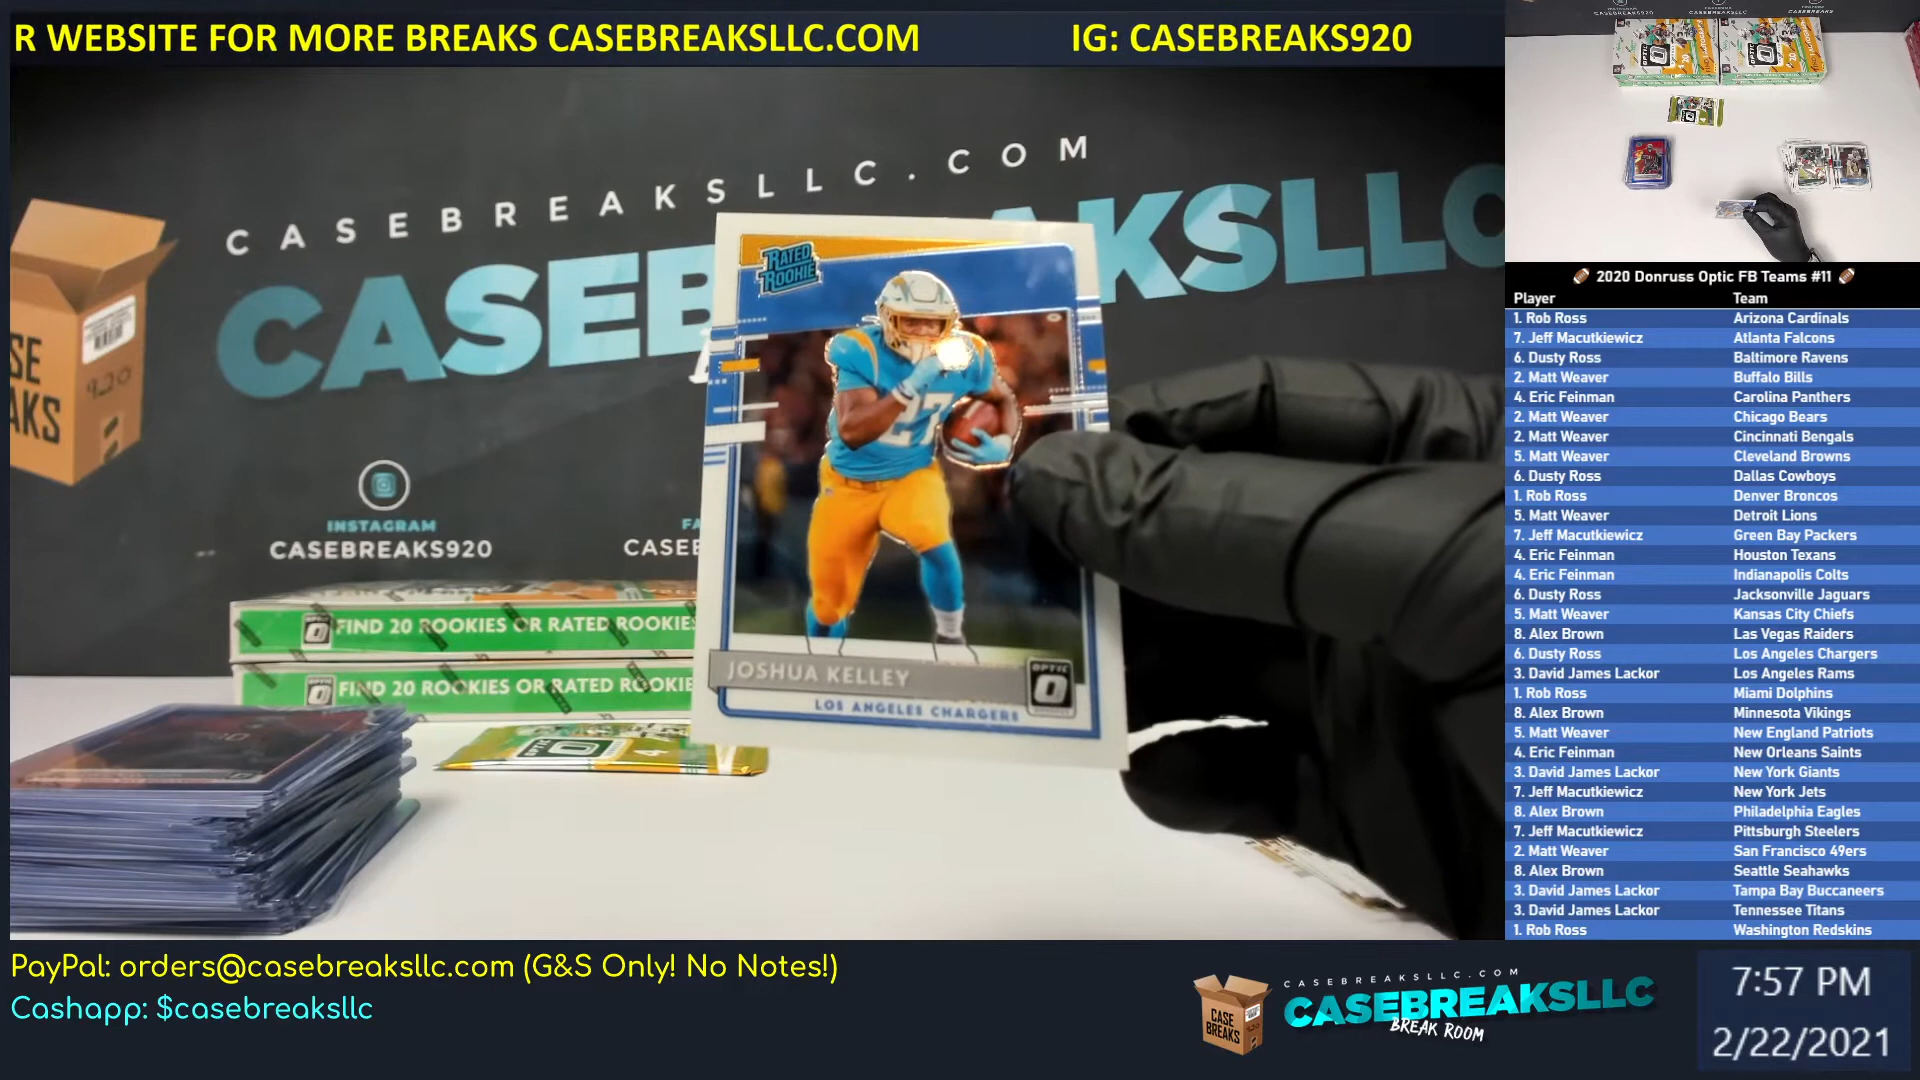 R WEBSITE FOR MORE BREAKS CASEBREAKSLLC.COM
IG: CASEBREAKS920
CASEBREAKSLLC.COM
CASEB
AKSLLC
SE
AKS
920
INSTAGRAM
CASEBREAKS920
FA
CASE
FIND 20 ROOKIES OR RATED ROOKIE
FIND 20 ROOKIES OR RATED ROOKIE
RATED
ROOKIE
27
JOSHUA KELLEY
OPTIC
LOS ANGELES CHARGERS
🏈 2020 Donruss Optic FB Teams #11 🏈
Player Team
1. Rob Ross Arizona Cardinals
7. Jeff Macutkiewicz Atlanta Falcons
6. Dusty Ross Baltimore Ravens
2. Matt Weaver Buffalo Bills
4. Eric Feinman Carolina Panthers
2. Matt Weaver Chicago Bears
2. Matt Weaver Cincinnati Bengals
5. Matt Weaver Cleveland Browns
6. Dusty Ross Dallas Cowboys
1. Rob Ross Denver Broncos
5. Matt Weaver Detroit Lions
7. Jeff Macutkiewicz Green Bay Packers
4. Eric Feinman Houston Texans
4. Eric Feinman Indianapolis Colts
6. Dusty Ross Jacksonville Jaguars
5. Matt Weaver Kansas City Chiefs
8. Alex Brown Las Vegas Raiders
6. Dusty Ross Los Angeles Chargers
3. David James Lackor Los Angeles Rams
1. Rob Ross Miami Dolphins
8. Alex Brown Minnesota Vikings
5. Matt Weaver New England Patriots
4. Eric Feinman New Orleans Saints
3. David James Lackor New York Giants
7. Jeff Macutkiewicz New York Jets
8. Alex Brown Philadelphia Eagles
7. Jeff Macutkiewicz Pittsburgh Steelers
2. Matt Weaver San Francisco 49ers
8. Alex Brown Seattle Seahawks
3. David James Lackor Tampa Bay Buccaneers
3. David James Lackor Tennessee Titans
1. Rob Ross Washington Redskins
PayPal: orders@casebreaksllc.com (G&S Only! No Notes!)
Cashapp: $casebreaksllc
CASE
BREAKS
CASEBREAKSLLC.COM
CASEBREAKSLLC
BREAK ROOM
7:57 PM
2/22/2021